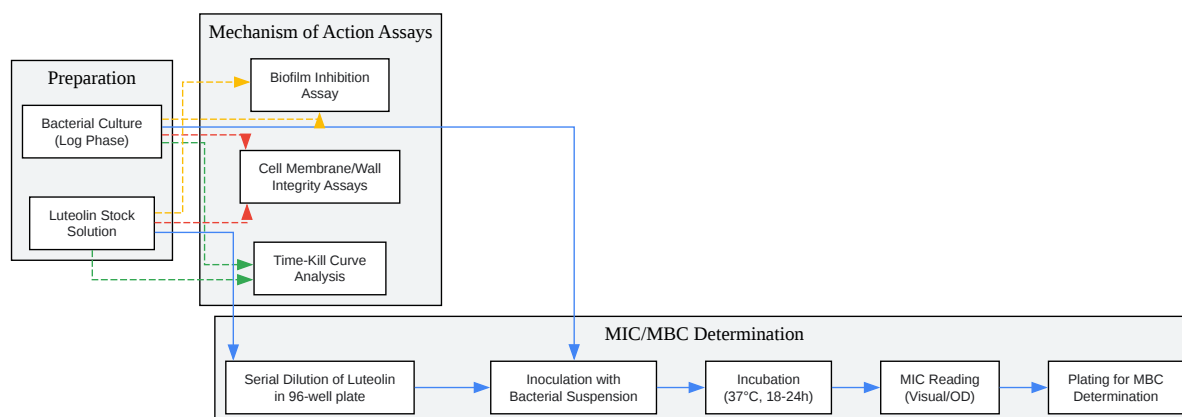 Mechanism of Action Assays
Preparation
Biofilm Inhibition
Assay
Bacterial Culture
(Log Phase)
Cell Membrane/Wall
Integrity Assays
Luteolin Stock
Solution
Time-Kill Curve
Analysis
MIC/MBC Determination
Serial Dilution of Luteolin
in 96-well plate
Inoculation with
Bacterial Suspension
Incubation
(37°C, 18-24h)
MIC Reading
(Visual/OD)
Plating for MBC
Determination